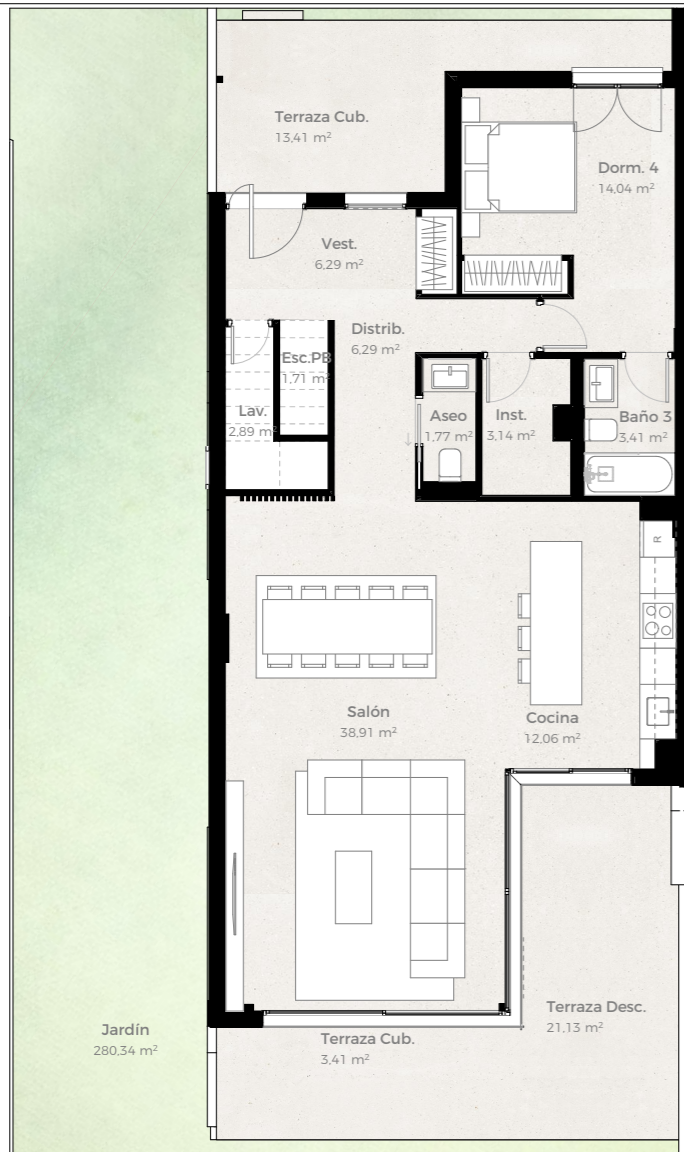 Terraza Cub.
13,41 m²
Dorm. 4
14,04 m²
Vest.
6,29 m²
Distrib.
6,29 m²
Esc.PB
1,71 m²
Lav.
2,89 m²
Aseo
1,77 m²
Inst.
3,14 m²
Baño 3
3,41 m²
R
Salón
38,91 m²
Cocina
12,06 m²
Terraza Desc.
21,13 m²
Jardín
280,34 m²
Terraza Cub.
3,41 m²